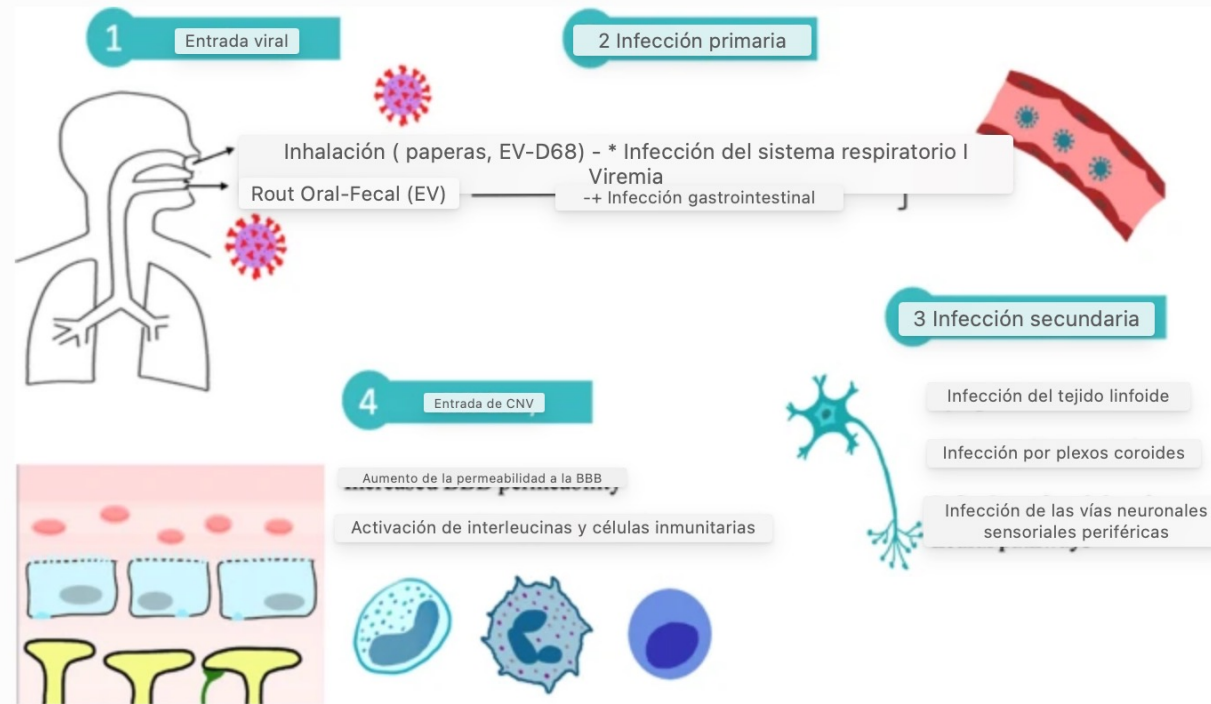 1
Entrada viral
2 Infección primaria
Inhalación ( paperas, EV-D68) - * Infección del sistema respiratorio I
Viremia
Rout Oral-Fecal (EV)
-+ Infección gastrointestinal
3 Infección secundaria
Infección del tejido linfoide
Infección por plexos coroides
Infección de las vías neuronales
sensoriales periféricas
4
Entrada de CNV
Aumento de la permeabilidad a la BBB
Activación de interleucinas y células inmunitarias